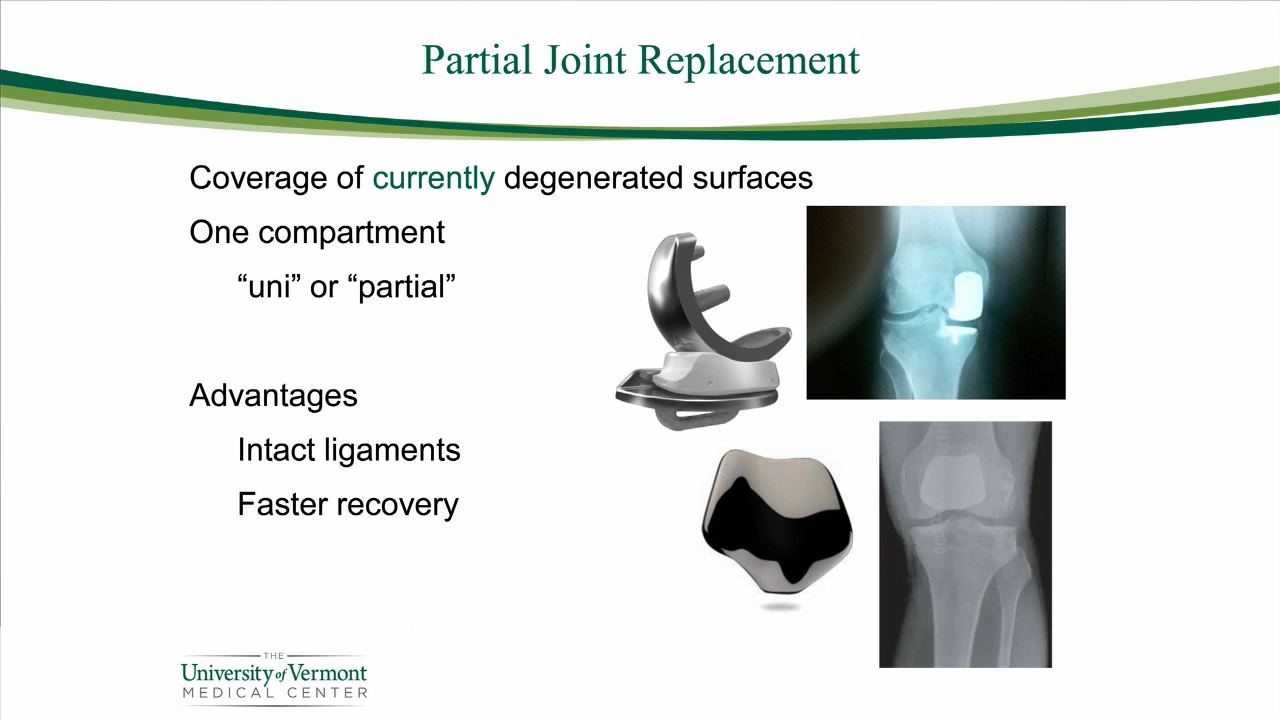 Partial Joint Replacement
Coverage of currently degenerated surfaces
One compartment
“uni” or “partial”
Advantages
Intact ligaments
Faster recovery
THE
University of Vermont
MEDICAL CENTER